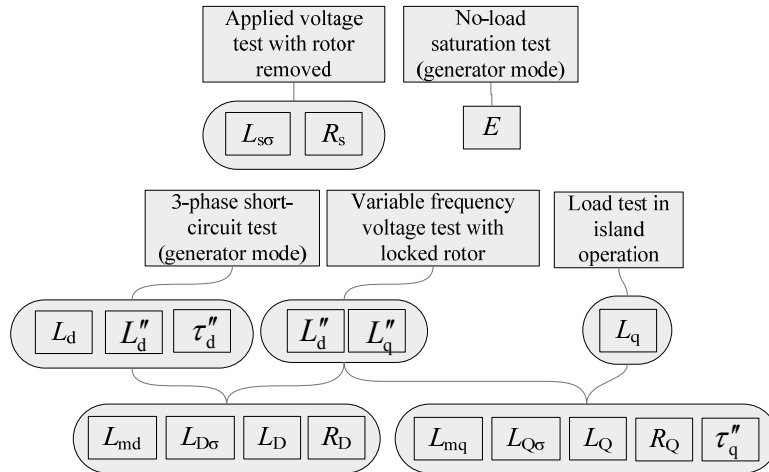 Applied voltage
test with rotor
removed
No-load
saturation test
(generator mode)
L_sσ R_s
E
3-phase short-
circuit test
(generator mode)
Variable frequency
voltage test with
locked rotor
Load test in
island
operation
L_d L″_d τ″_d
L″_d L″_q
L_q
L_md L_Dσ L_D R_D
L_mq L_Qσ L_Q R_Q τ″_q